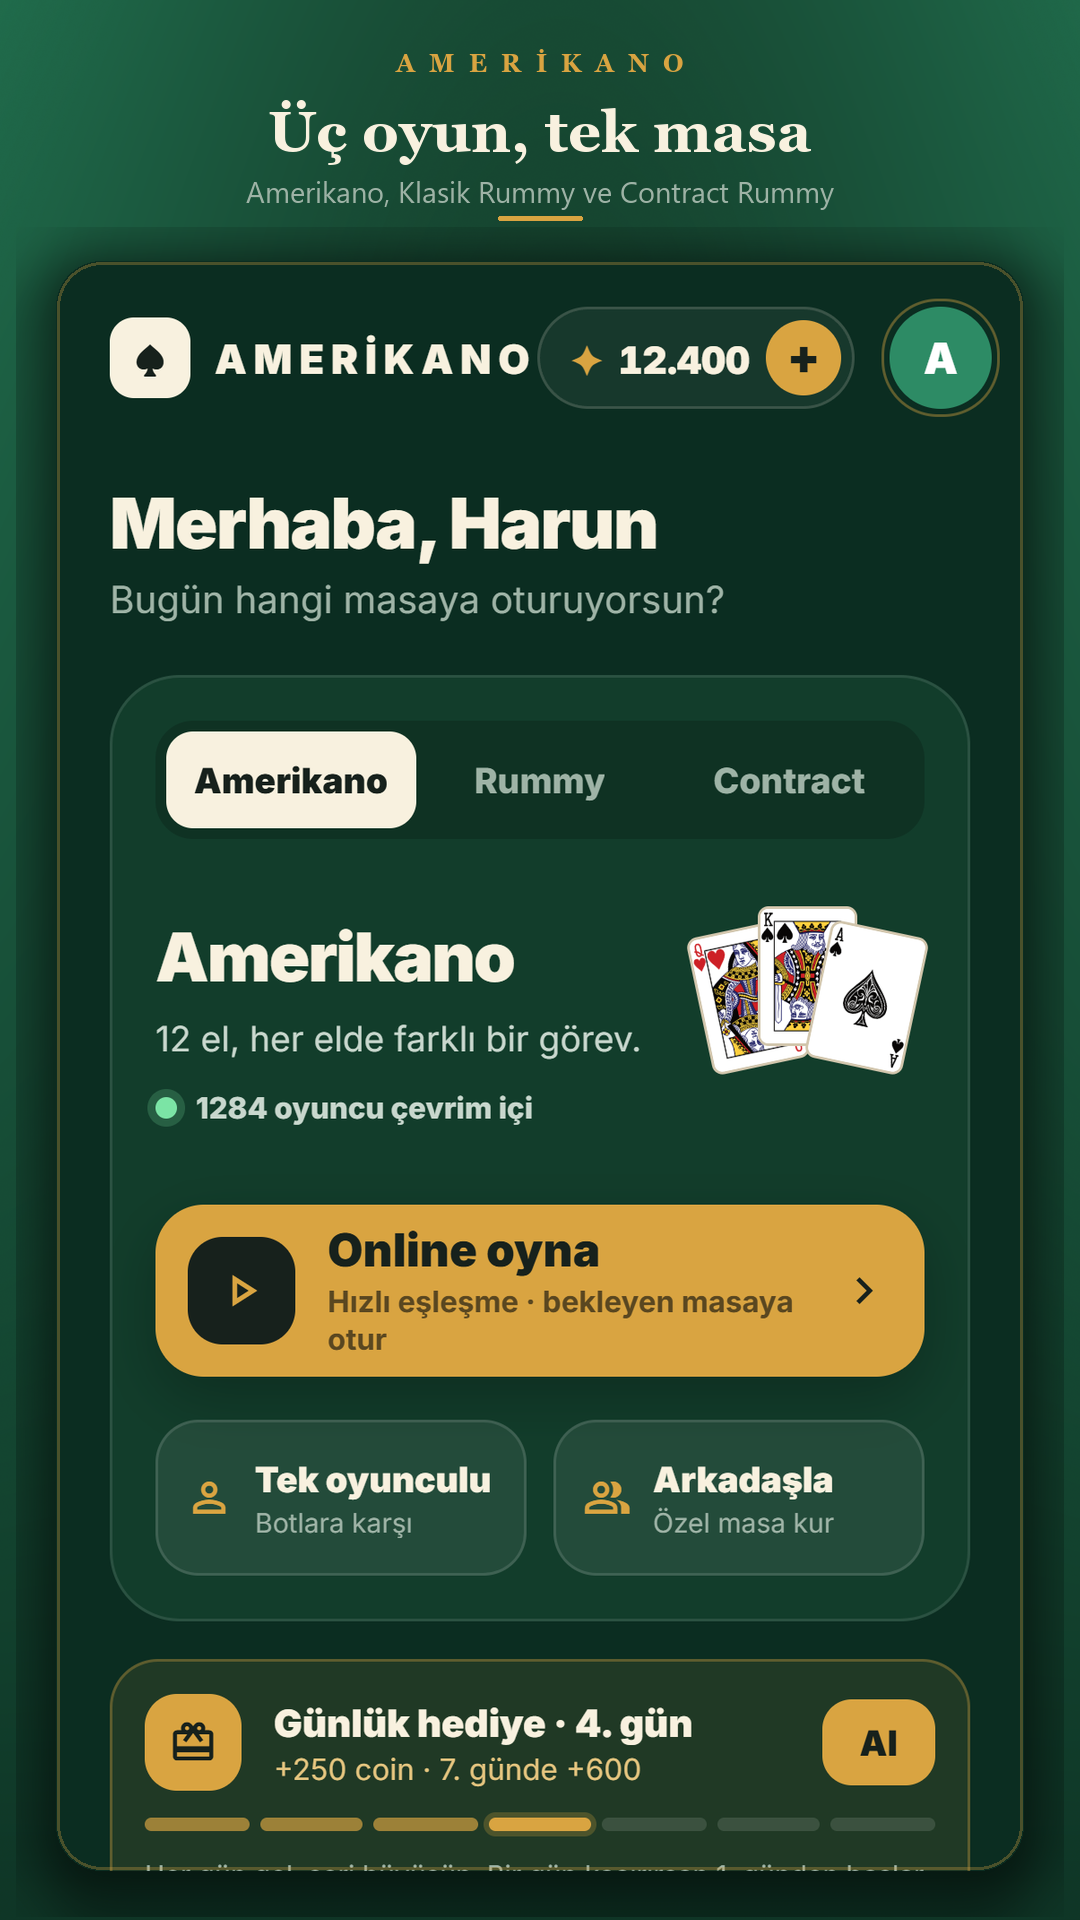 AMERİKANO
Üç oyun, tek masa
Amerikano, Klasik Rummy ve Contract Rummy
AMERİKANO
12.400
+
A
Merhaba, Harun
Bugün hangi masaya oturuyorsun?
Amerikano
Rummy
Contract
Amerikano
Q
K
A
A
12 el, her elde farklı bir görev.
1284 oyuncu çevrim içi
Online oyna
Hızlı eşleşme · bekleyen masaya
otur
Tek oyunculu
Botlara karşı
Arkadaşla
Özel masa kur
Günlük hediye · 4. gün
+250 coin · 7. günde +600
Al